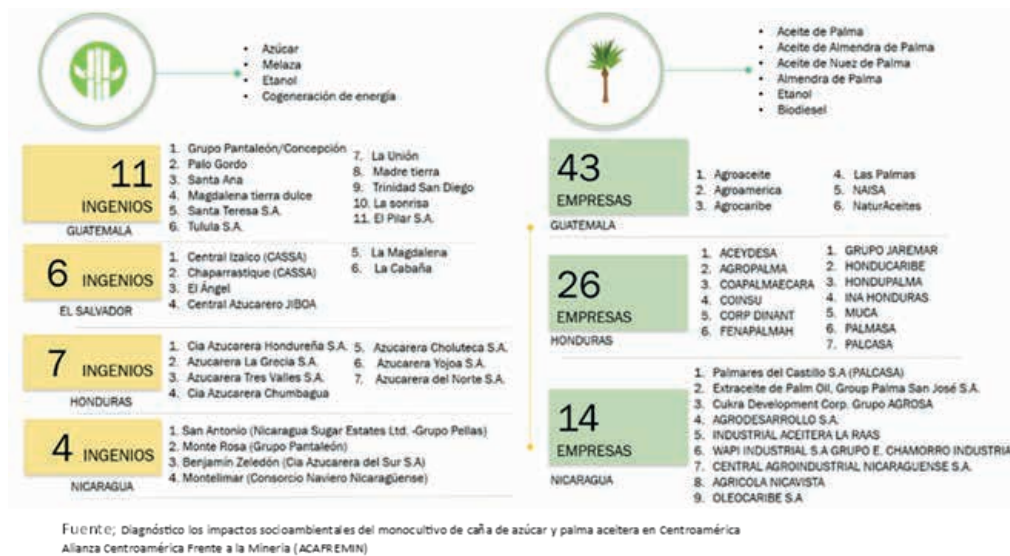 • Azúcar
• Melaza
• Etanol
• Cogeneración de energía
11
INGENIOS
GUATEMALA
1. Grupo Pantaleón/Concepción
2. Palo Gordo
3. Santa Ana
4. Magdalena tierra dulce
5. Santa Teresa S.A.
6. Tulula S.A.
7. La Unión
8. Madre tierra
9. Trinidad San Diego
10. La sonrisa
11. El Pilar S.A.
6 INGENIOS
EL SALVADOR
1. Central Izalco (CASSA)
2. Chaparrastique (CASSA)
3. El Ángel
4. Central Azucarero JIBOA
5. La Magdalena
6. La Cabaña
7 INGENIOS
HONDURAS
1. Cia Azucarera Hondureña S.A.
2. Azucarera La Grecia S.A.
3. Azucarera Tres Valles S.A.
4. Cia Azucarera Chumbagua
5. Azucarera Choluteca S.A.
6. Azucarera Yojoa S.A.
7. Azucarera del Norte S.A.
4 INGENIOS
NICARAGUA
1. San Antonio (Nicaragua Sugar Estates Ltd. -Grupo Pellas)
2. Monte Rosa (Grupo Pantaleón)
3. Benjamín Zeledón (Cia Azucarera del Sur S.A)
4. Montelimar (Consorcio Naviero Nicaragüense)
• Aceite de Palma
• Aceite de Almendra de Palma
• Aceite de Nuez de Palma
• Almendra de Palma
• Etanol
• Biodiesel
43
EMPRESAS
GUATEMALA
1. Agroaceite
2. Agroamerica
3. Agrocaribe
4. Las Palmas
5. NAISA
6. NaturAceites
26
EMPRESAS
HONDURAS
1. ACEYDESA
2. AGROPALMA
3. COAPALMAECARA
4. COINSU
5. CORP DINANT
6. FENAPALMAH
1. GRUPO JAREMAR
2. HONDUCARIBE
3. HONDUPALMA
4. INA HONDURAS
5. MUCA
6. PALMASA
7. PALCASA
14
EMPRESAS
NICARAGUA
1. Palmares del Castillo S.A (PALCASA)
2. Extraceite de Palm Oil, Group Palma San José S.A.
3. Cukra Development Corp. Grupo AGROSA
4. AGRODESARROLLO S.A.
5. INDUSTRIAL ACEITERA LA RAAS
6. WAPI INDUSTRIAL S.A GRUPO E. CHAMORRO INDUSTRIA
7. CENTRAL AGROINDUSTRIAL NICARAGUENSE S.A.
8. AGRICOLA NICAVISTA
9. OLEOCARIBE S.A
Fuente; Diagnóstico los impactos socioambientales del monocultivo de caña de azúcar y palma aceitera en Centroamérica
Alianza Centroamérica Frente a la Minería (ACAFREMIN)